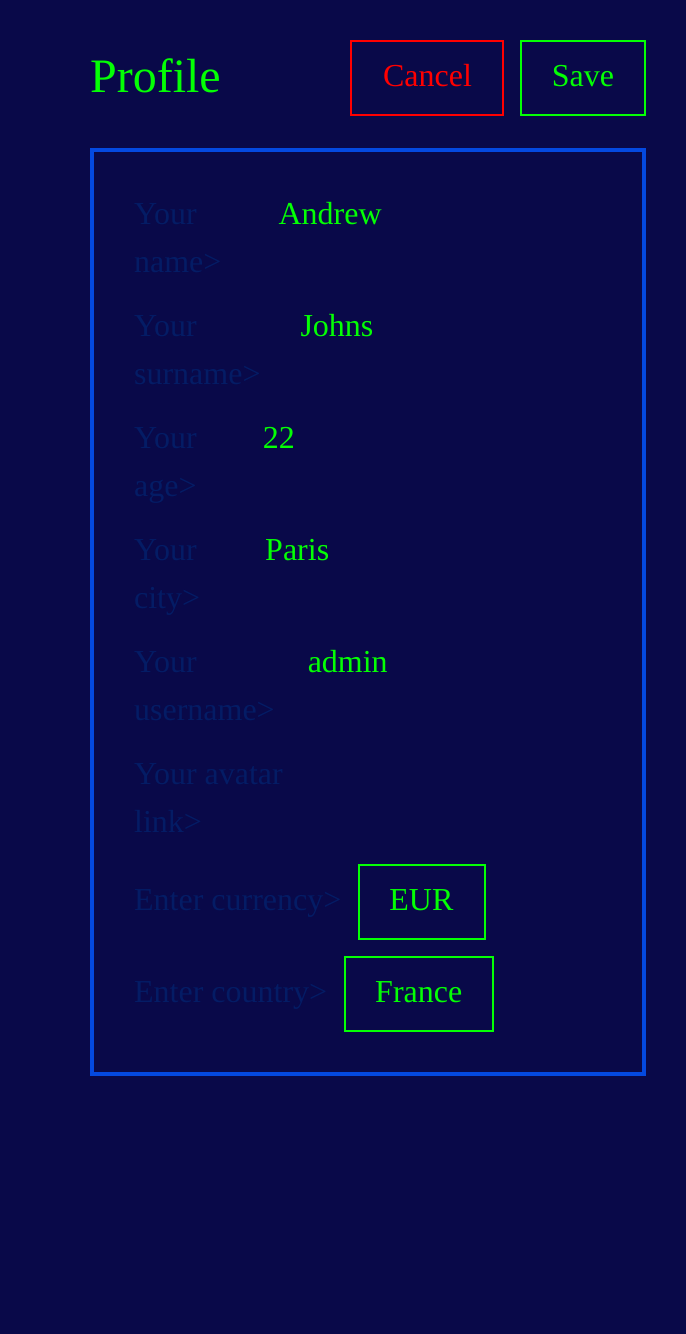 Profile Cancel Save
Your Andrew
name>
Your Johns
surname>
Your 22
age>
Your Paris
city>
Your admin
username>
Your avatar
link>
Enter currency> EUR
Enter country> France